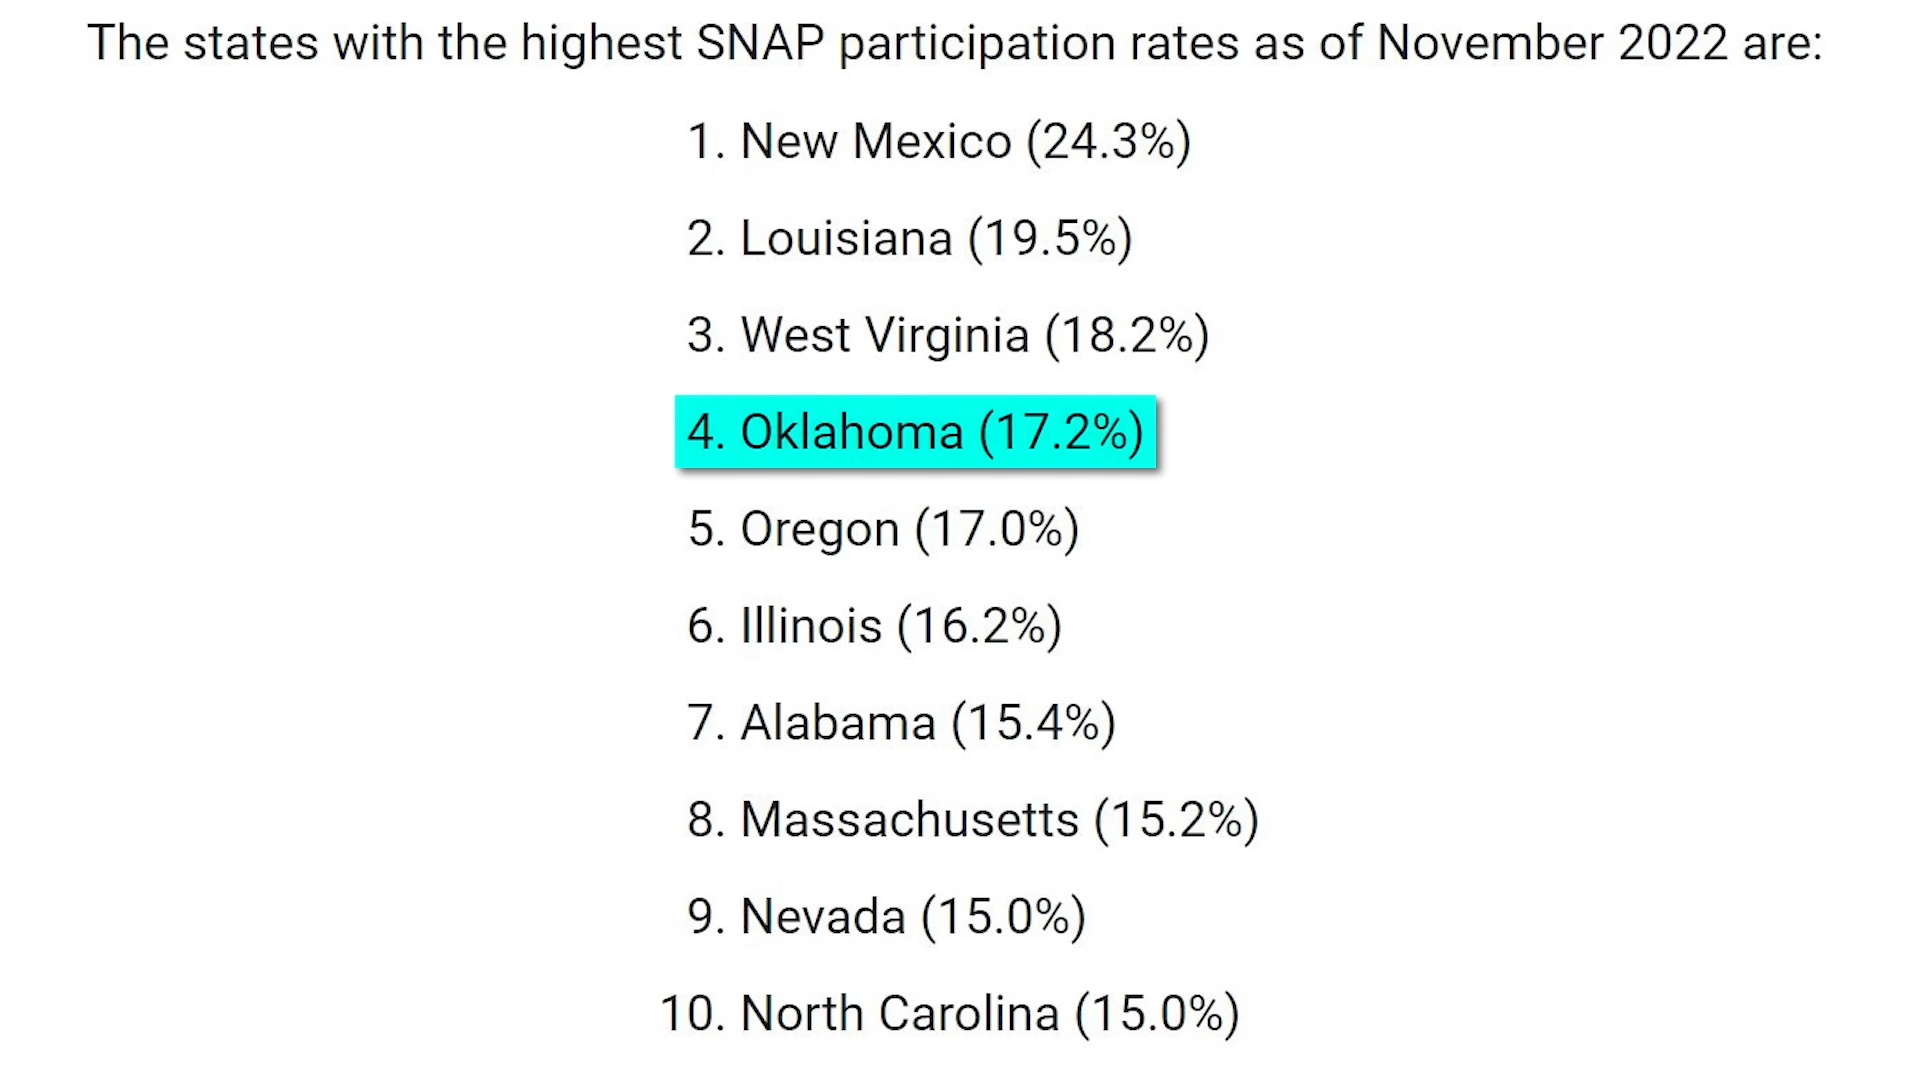 The states with the highest SNAP participation rates as of November 2022 are:
1. New Mexico (24.3%)
2. Louisiana (19.5%)
3. West Virginia (18.2%)
4. Oklahoma (17.2%)
5. Oregon (17.0%)
6. Illinois (16.2%)
7. Alabama (15.4%)
8. Massachusetts (15.2%)
9. Nevada (15.0%)
10. North Carolina (15.0%)